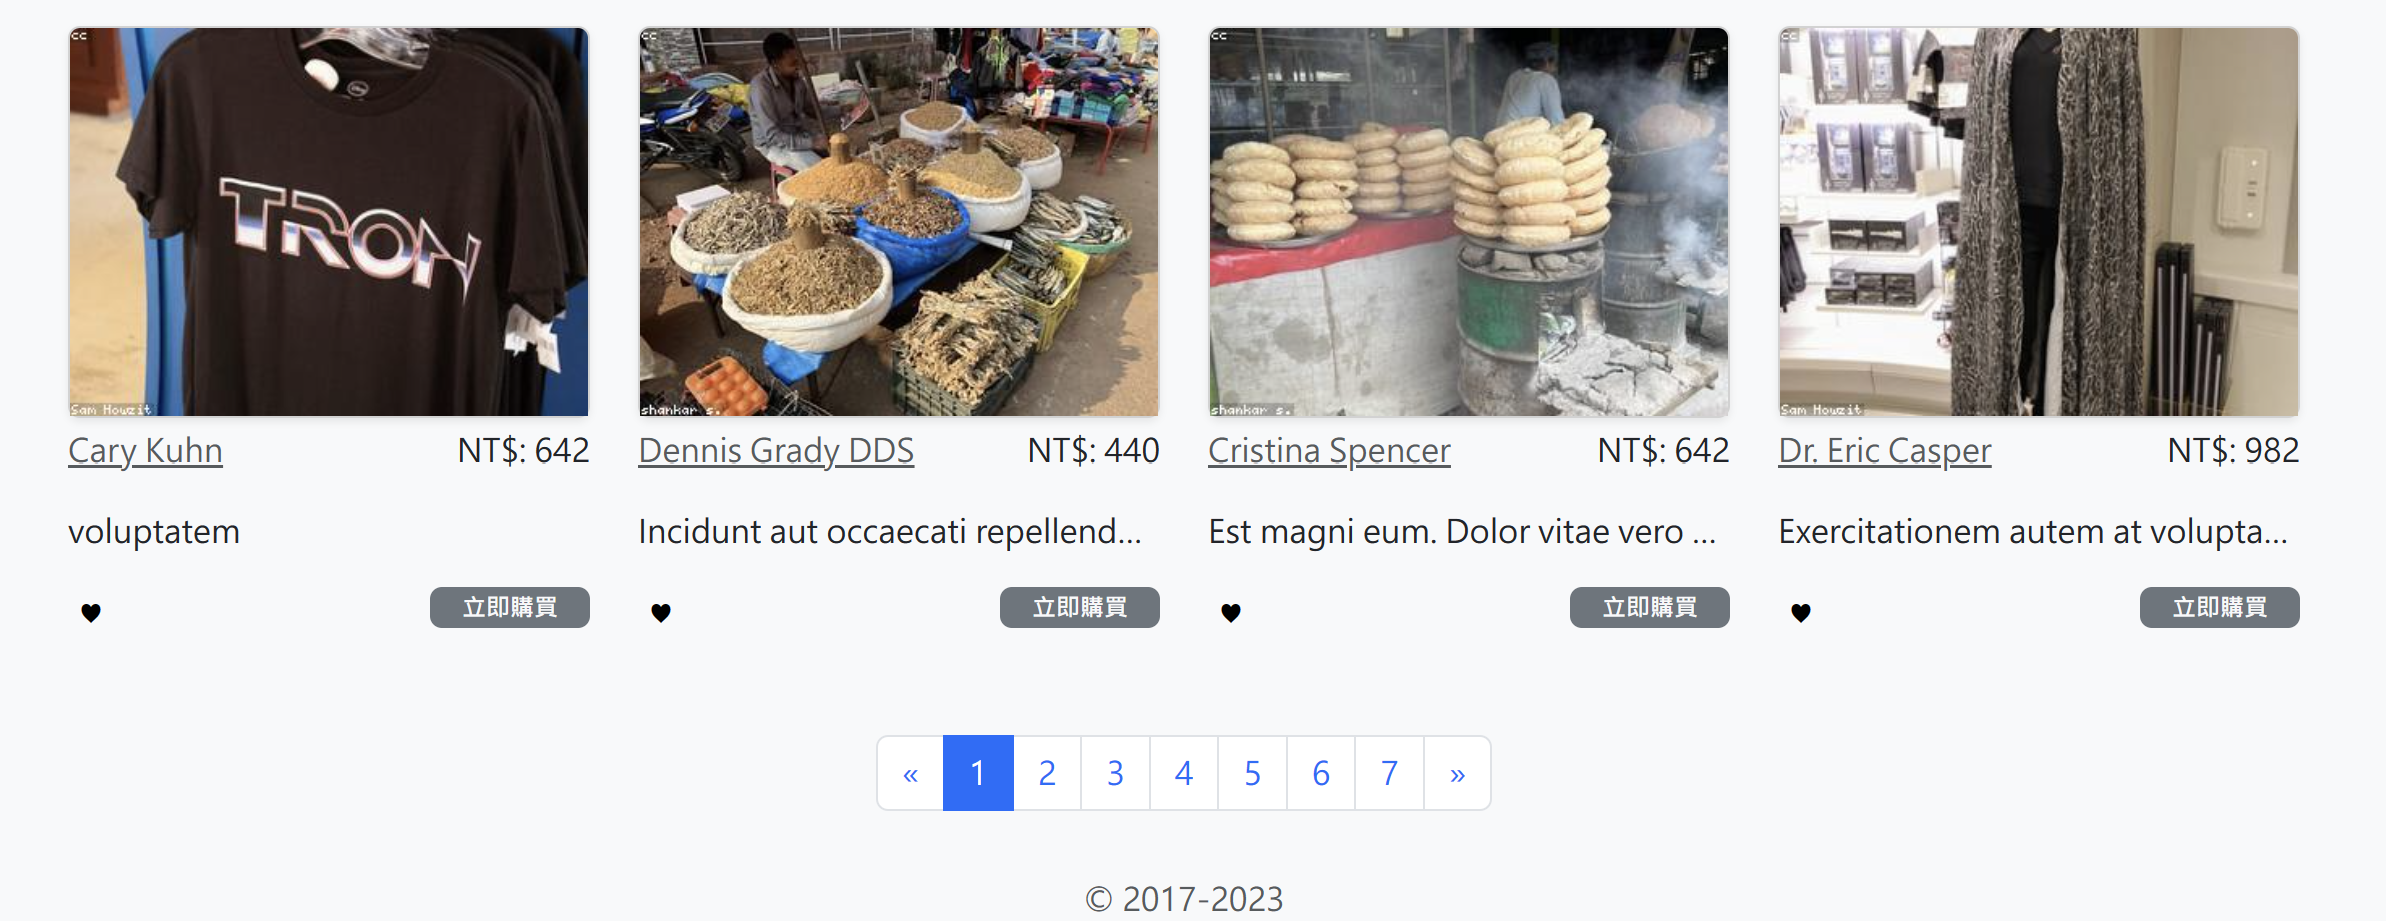 cc
cc
cc
cc
TRON
Sam Howzit
shankar s.
shankar s.
Sam Howzit
Cary Kuhn
NT$: 642
Dennis Grady DDS
NT$: 440
Cristina Spencer
NT$: 642
Dr. Eric Casper
NT$: 982
voluptatem
Incidunt aut occaecati repellend...
Est magni eum. Dolor vitae vero ...
Exercitationem autem at volupta...
♥
立即購買
♥
立即購買
♥
立即購買
♥
立即購買
« 1 2 3 4 5 6 7 »
© 2017-2023